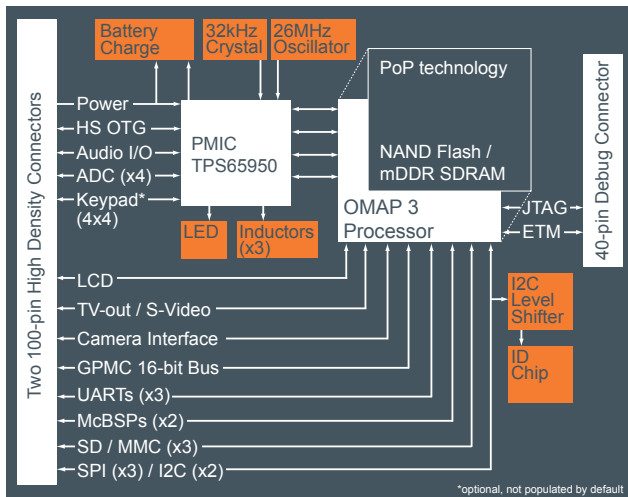 Battery
Charge
32kHz
Crystal
26MHz
Oscillator
PoP technology
NAND Flash /
mDDR SDRAM
Two 100-pin High Density Connectors
Power
HS OTG
Audio I/O
ADC (x4)
Keypad*
(4x4)
PMIC
TPS65950
OMAP 3
Processor
JTAG
ETM
40-pin Debug Connector
LED
Inductors
(x3)
LCD
TV-out / S-Video
Camera Interface
GPMC 16-bit Bus
UARTs (x3)
McBSPs (x2)
SD / MMC (x3)
SPI (x3) / I2C (x2)
I2C
Level
Shifter
ID
Chip
*optional, not populated by default